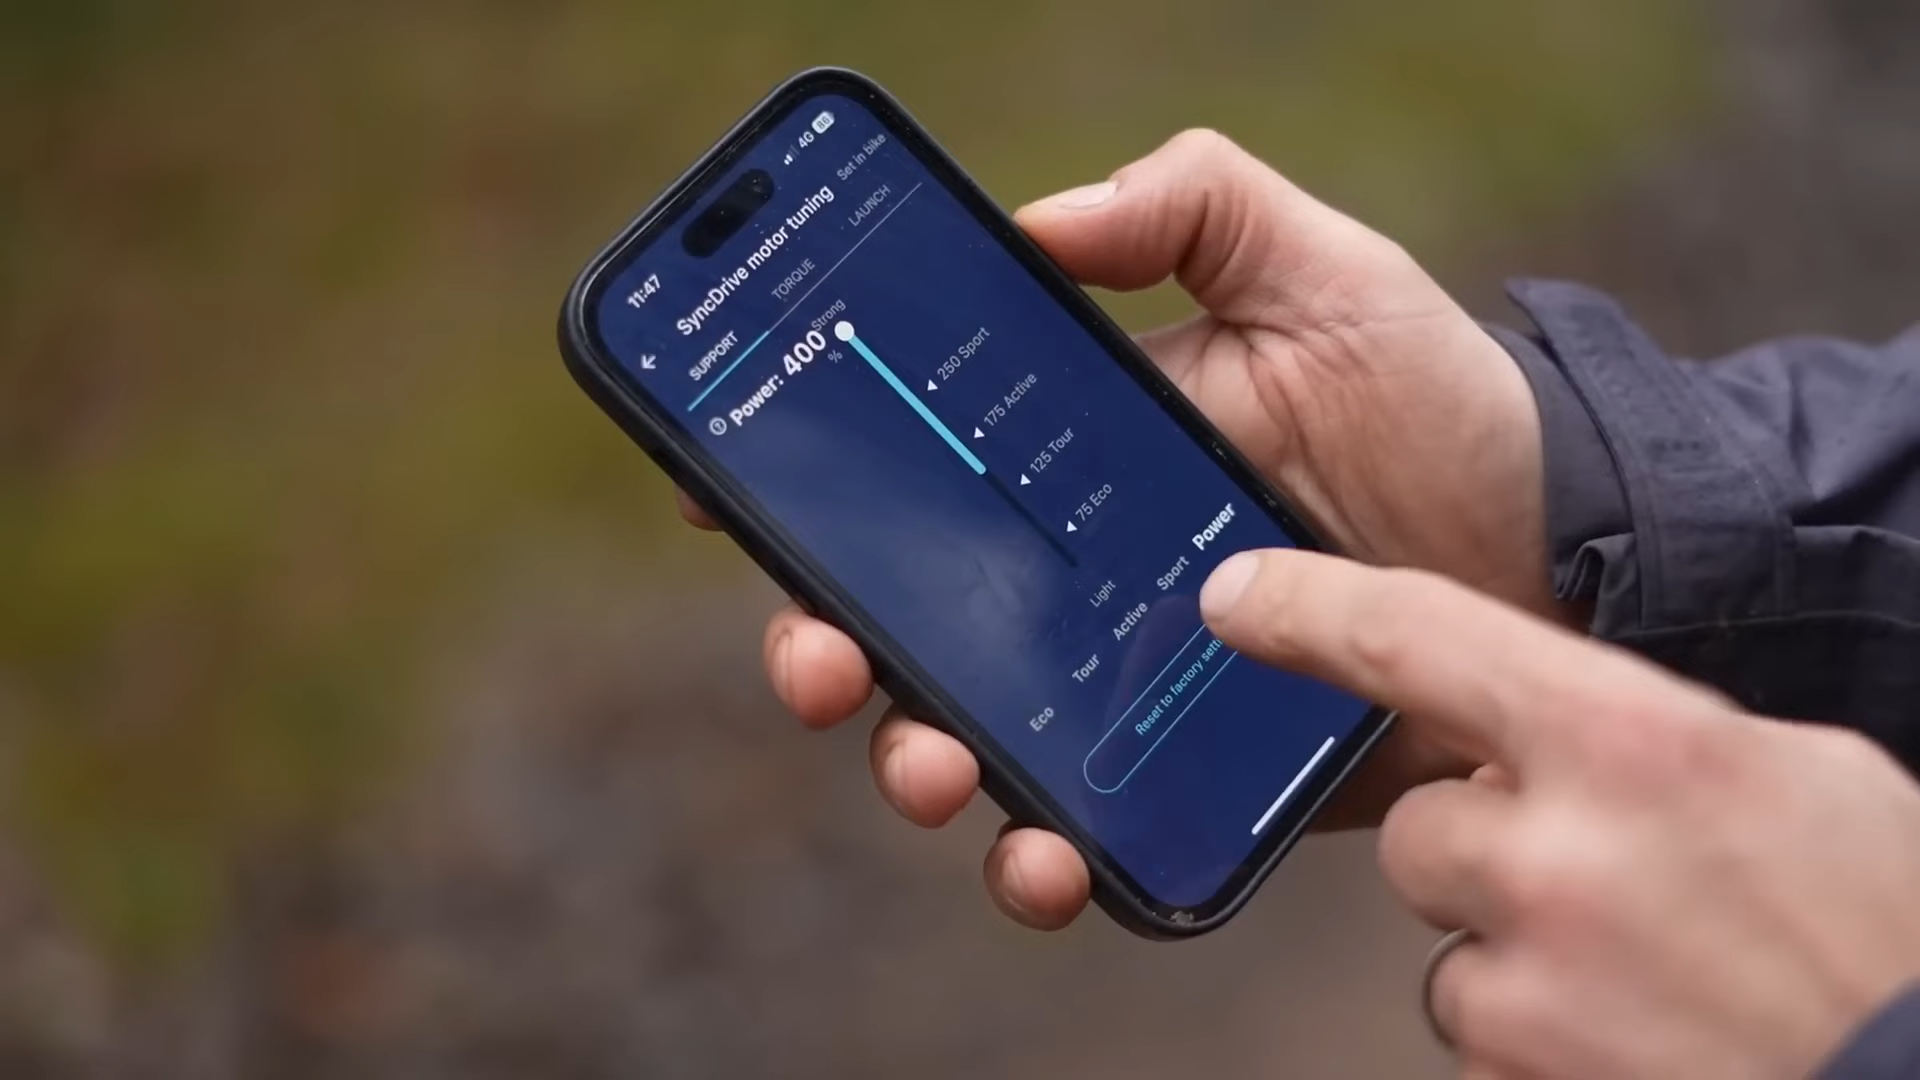 11:47
4G 86
SyncDrive motor tuning
Set in bike
SUPPORT
TORQUE
LAUNCH
Power: 400 %
Strong
250 Sport
175 Active
125 Tour
75 Eco
Light
Eco Tour Active Sport Power
Reset to factory